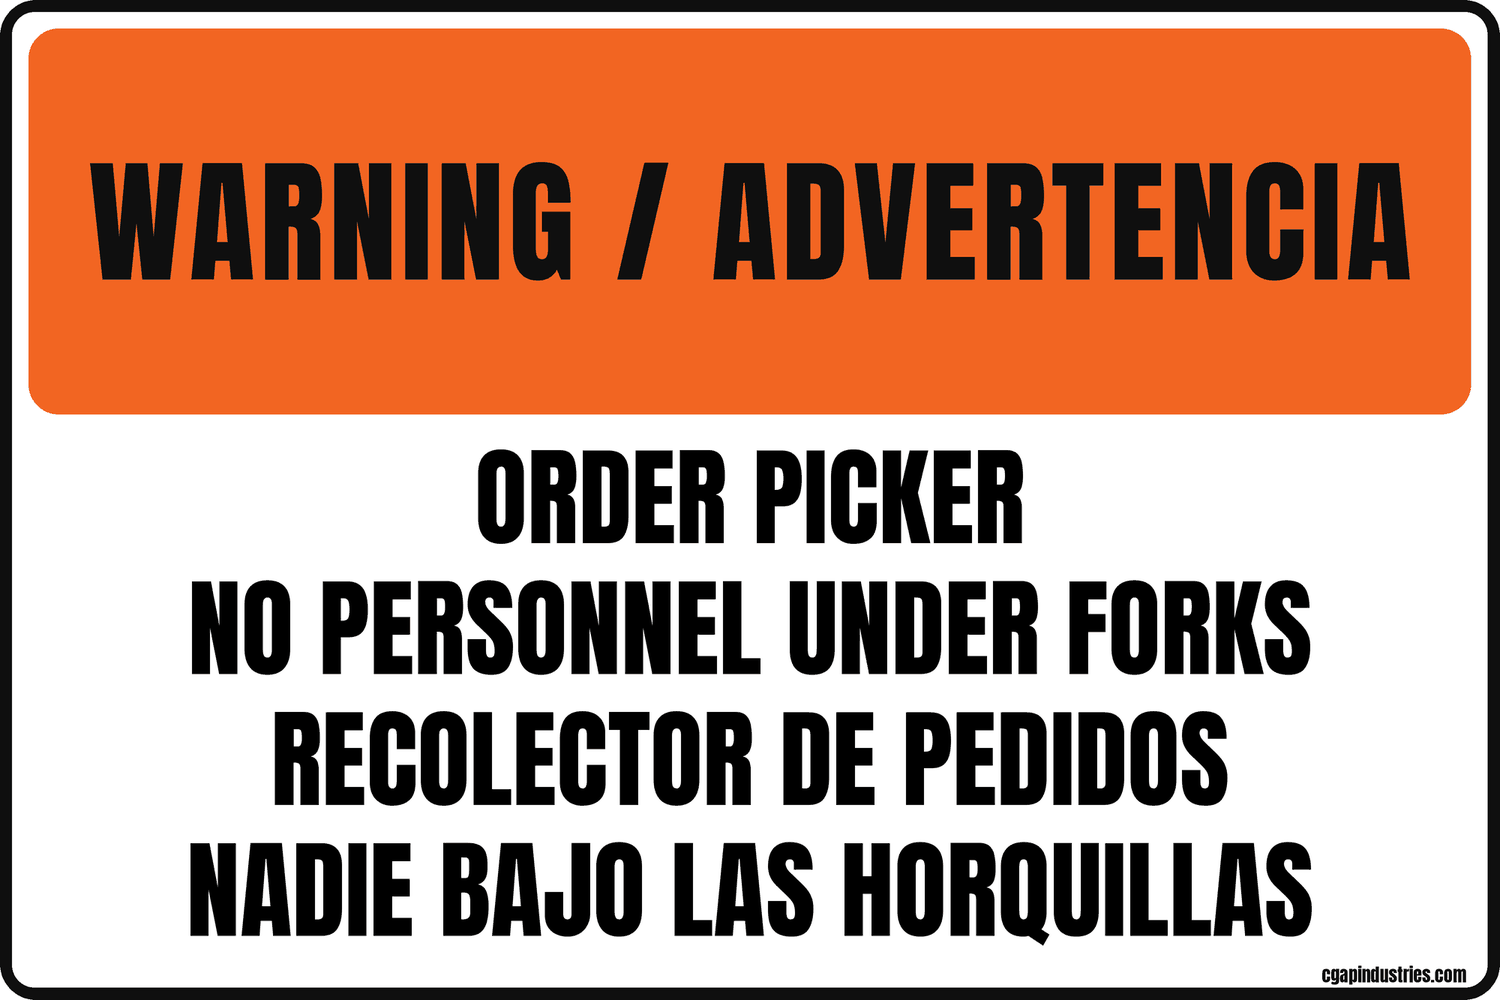 WARNING / ADVERTENCIA
ORDER PICKER
NO PERSONNEL UNDER FORKS
RECOLECTOR DE PEDIDOS
NADIE BAJO LAS HORQUILLAS
cgapindustries.com